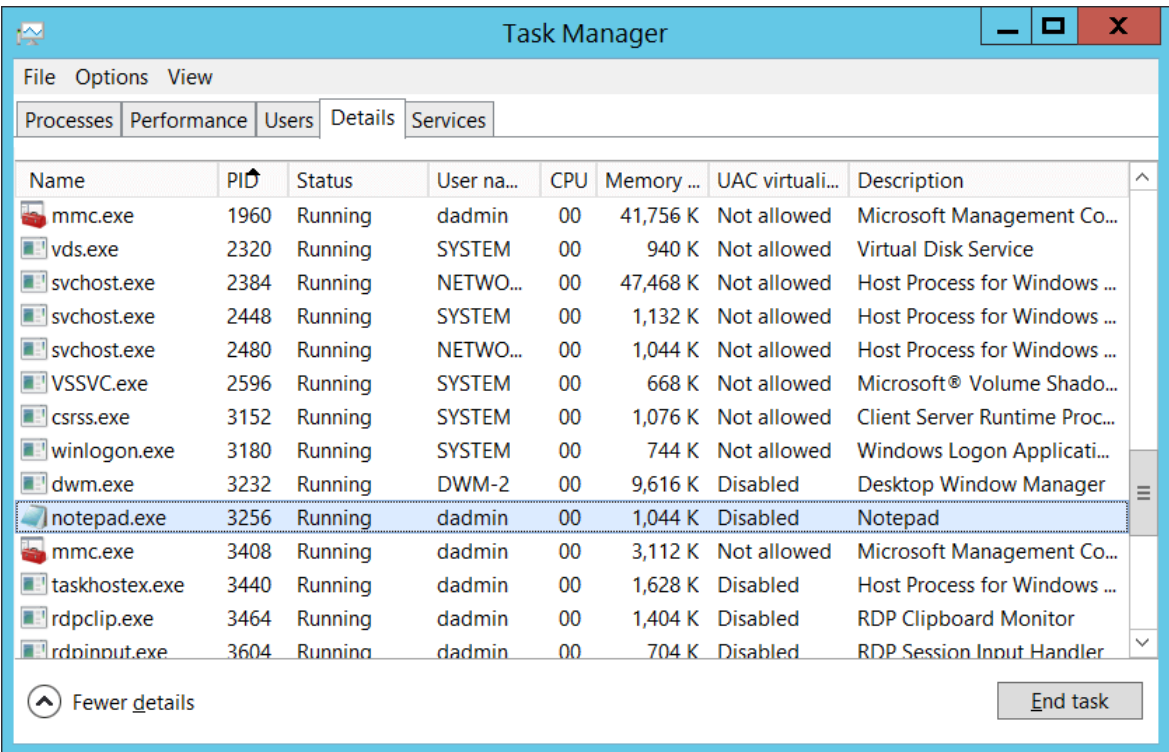 Task Manager
File Options View
Processes Performance Users Details Services
Name PID Status User na... CPU Memory ... UAC virtuali... Description
mmc.exe 1960 Running dadmin 00 41,756 K Not allowed Microsoft Management Co...
vds.exe 2320 Running SYSTEM 00 940 K Not allowed Virtual Disk Service
svchost.exe 2384 Running NETWO... 00 47,468 K Not allowed Host Process for Windows ...
svchost.exe 2448 Running SYSTEM 00 1,132 K Not allowed Host Process for Windows ...
svchost.exe 2480 Running NETWO... 00 1,044 K Not allowed Host Process for Windows ...
VSSVC.exe 2596 Running SYSTEM 00 668 K Not allowed Microsoft® Volume Shado...
csrss.exe 3152 Running SYSTEM 00 1,076 K Not allowed Client Server Runtime Proc...
winlogon.exe 3180 Running SYSTEM 00 744 K Not allowed Windows Logon Applicati...
dwm.exe 3232 Running DWM-2 00 9,616 K Disabled Desktop Window Manager
notepad.exe 3256 Running dadmin 00 1,044 K Disabled Notepad
mmc.exe 3408 Running dadmin 00 3,112 K Not allowed Microsoft Management Co...
taskhostex.exe 3440 Running dadmin 00 1,628 K Disabled Host Process for Windows ...
rdpclip.exe 3464 Running dadmin 00 1,404 K Disabled RDP Clipboard Monitor
rdpinput.exe 3604 Running dadmin 00 704 K Disabled RDP Session Input Handler
Fewer details End task